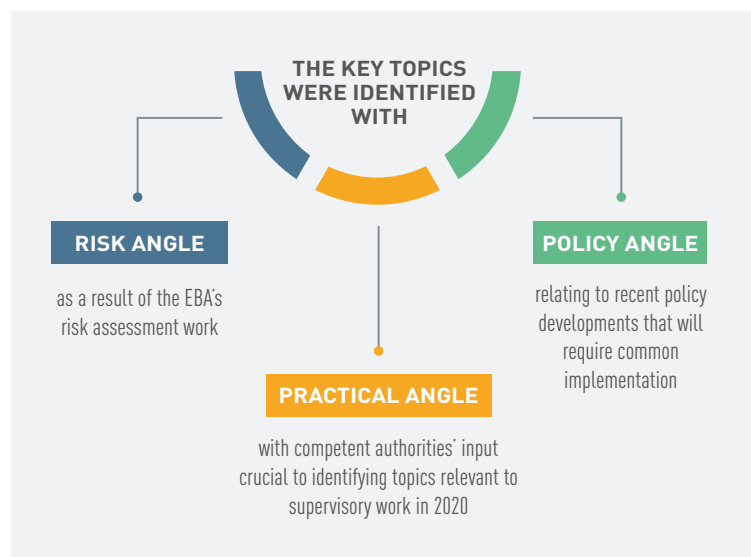 THE KEY TOPICS
WERE IDENTIFIED
WITH
RISK ANGLE
as a result of the EBA’s
risk assessment work
PRACTICAL ANGLE
with competent authorities’ input
crucial to identifying topics relevant to
supervisory work in 2020
POLICY ANGLE
relating to recent policy
developments that will
require common
implementation